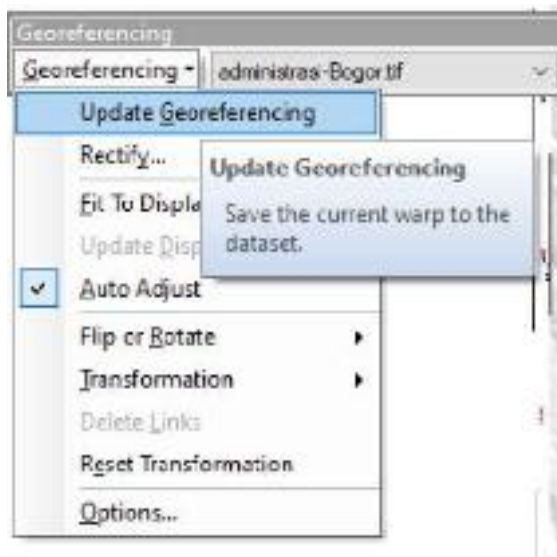 Georeferencing
Georeferencing administrasi-Bogor.tif
Update Georeferencing
Rectify...
Update Georeferencing
Fit To Displa
Save the current warp to the
Update Disp
dataset.
Auto Adjust
Flip or Rotate
Transformation
Delete Links
Reset Transformation
Options...